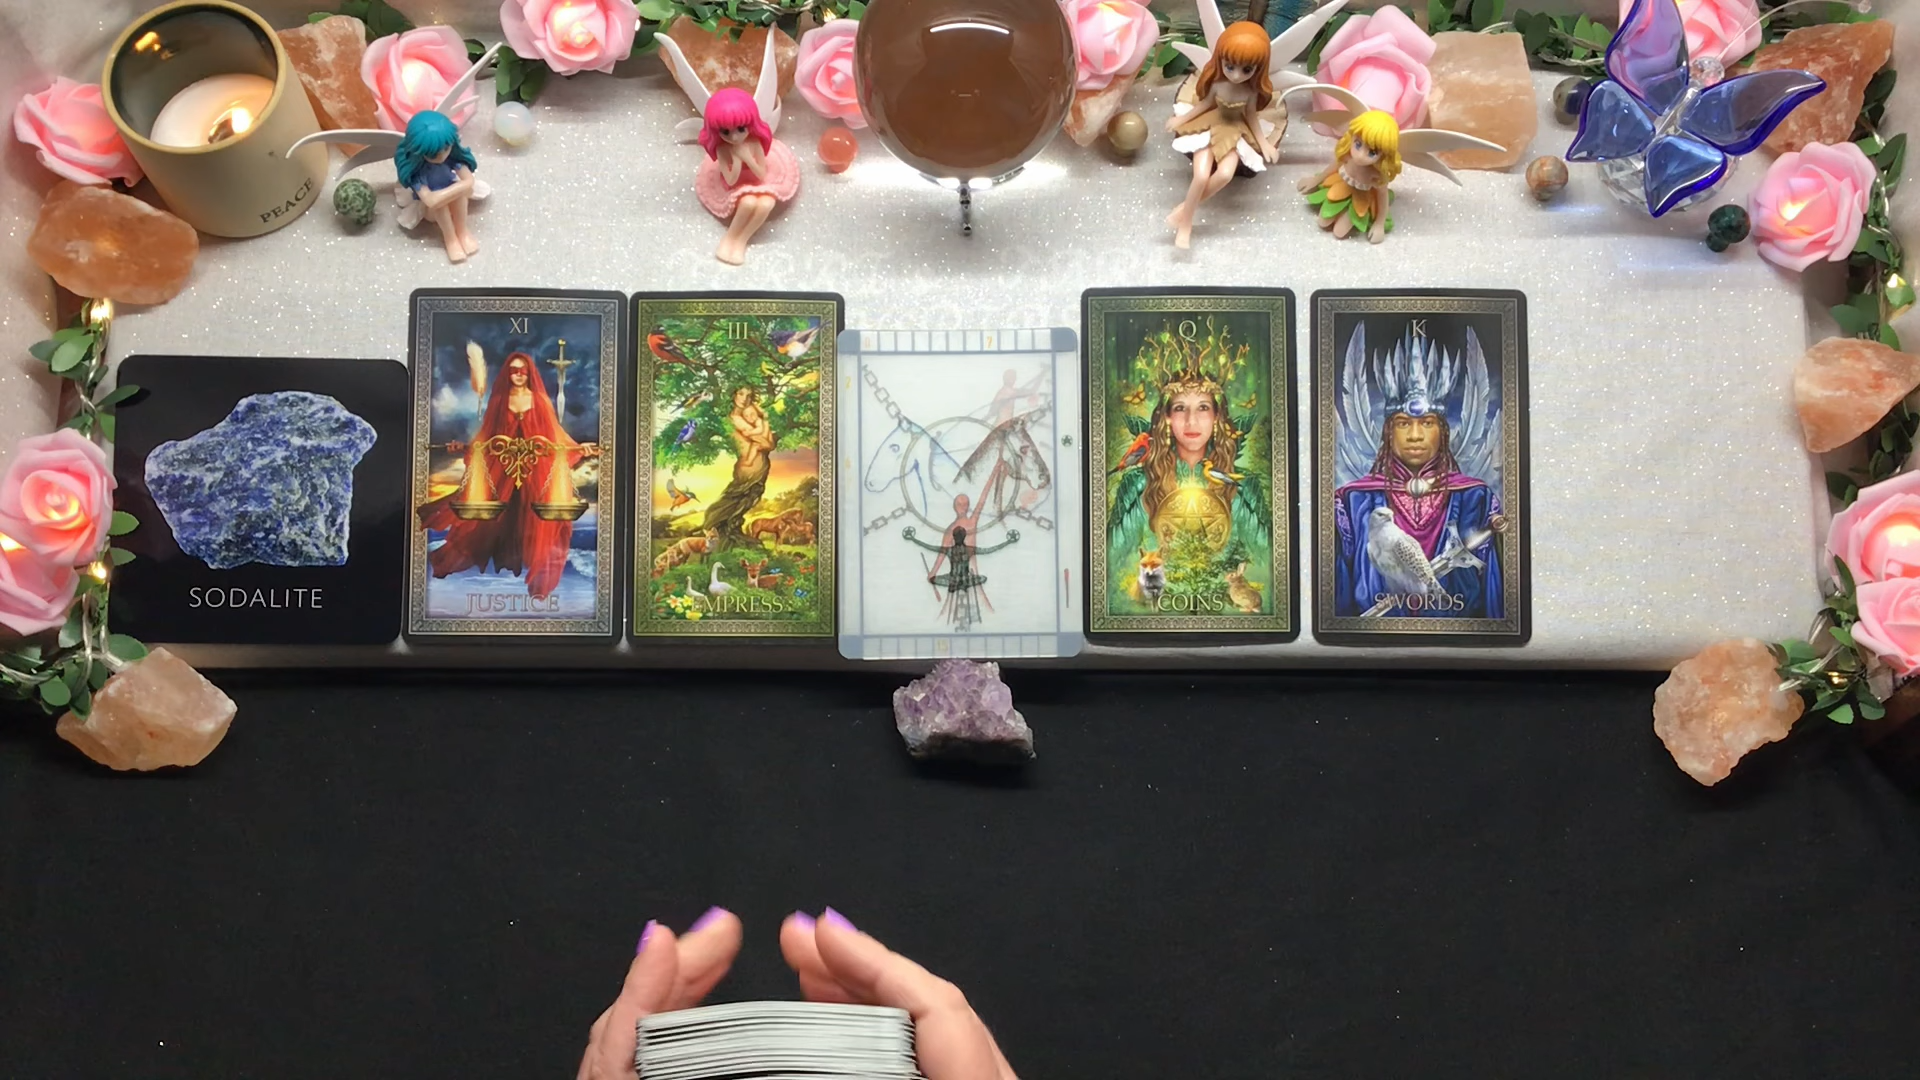 PEACE
XI
III
Q
K
SODALITE
JUSTICE
EMPRESS
COINS
SWORDS